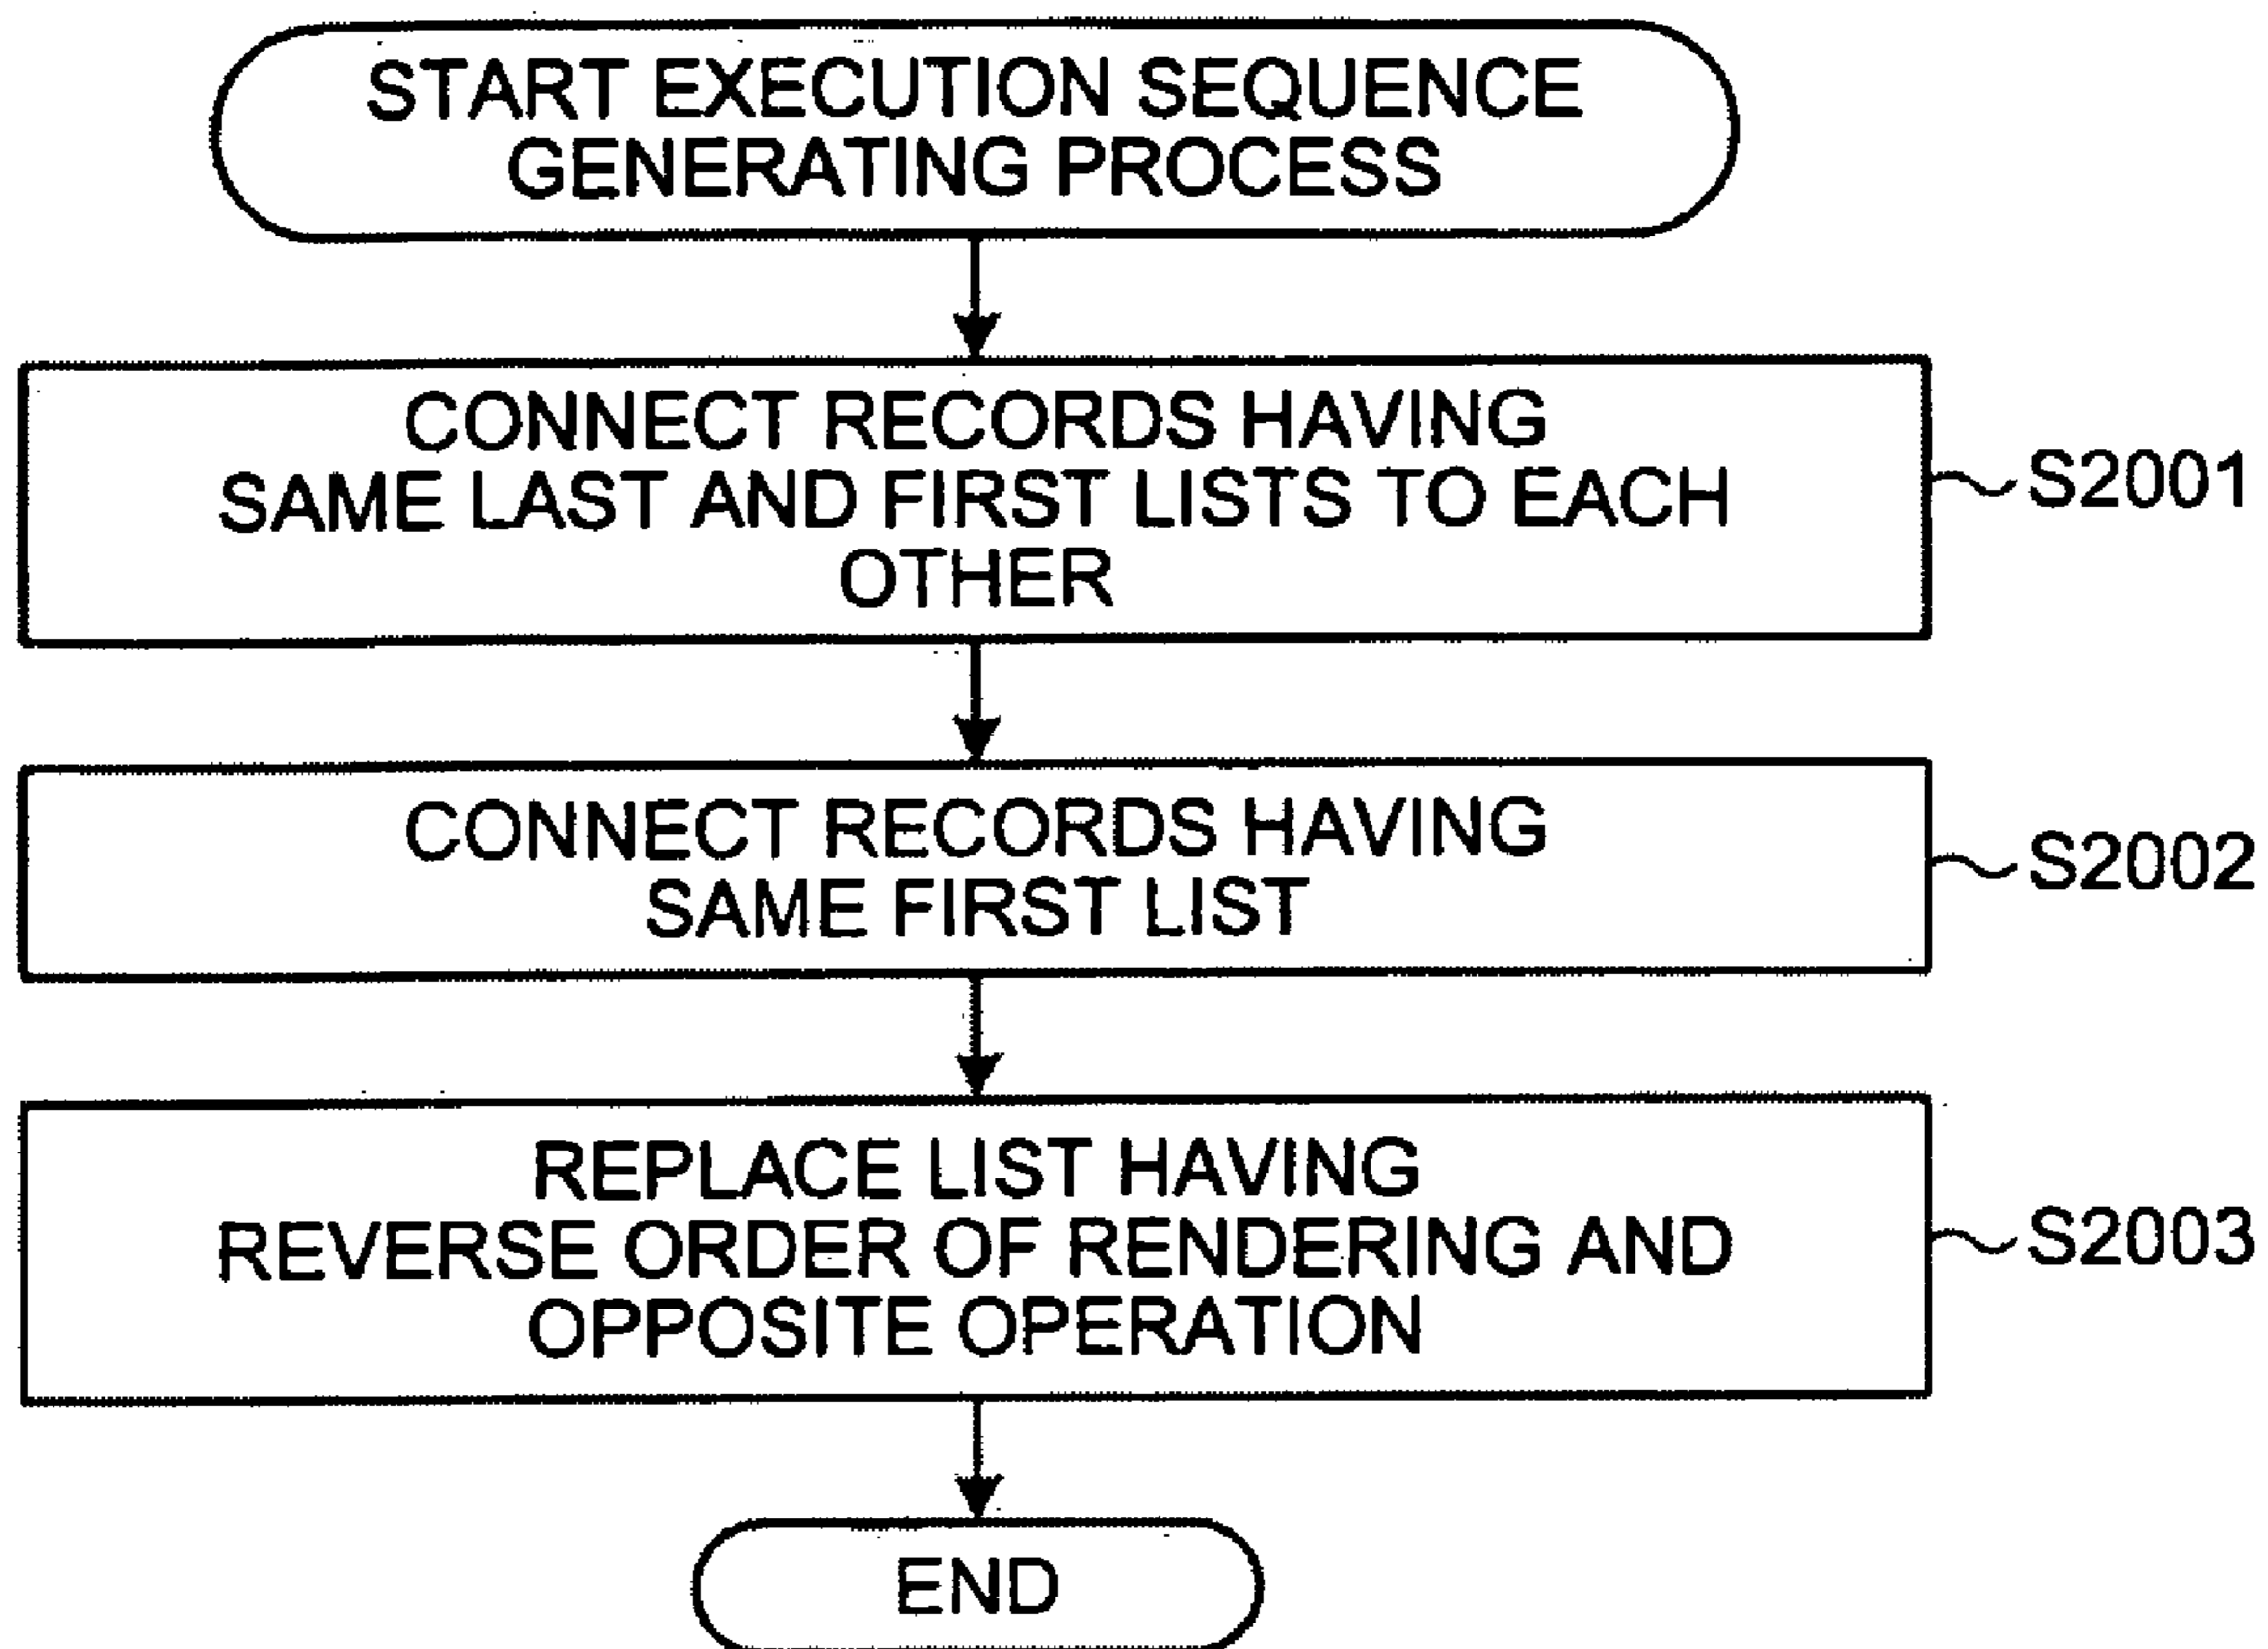 START EXECUTION SEQUENCE
GENERATING PROCESS
CONNECT RECORDS HAVING
SAME LAST AND FIRST LISTS TO EACH
OTHER
S2001
CONNECT RECORDS HAVING
SAME FIRST LIST
S2002
REPLACE LIST HAVING
REVERSE ORDER OF RENDERING AND
OPPOSITE OPERATION
S2003
END